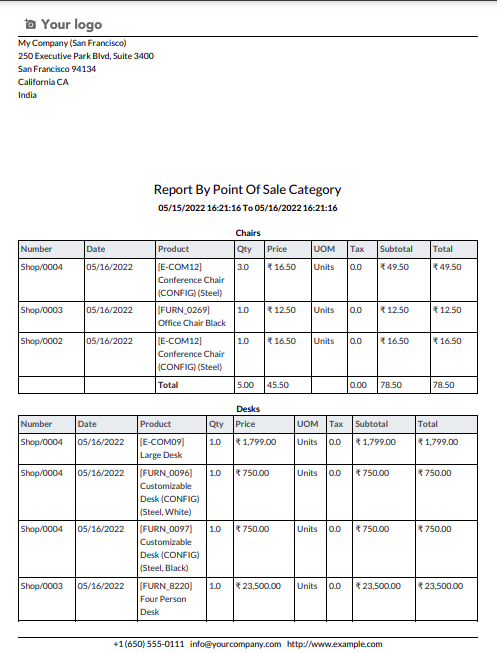 Your logo
My Company (San Francisco)
250 Executive Park Blvd, Suite 3400
San Francisco 94134
California CA
India
Report By Point Of Sale Category
05/15/2022 16:21:16 To 05/16/2022 16:21:16
Chairs
Number Date Product Qty Price UOM Tax Subtotal Total
Shop/0004 05/16/2022 [E-COM12] 3.0 ₹ 16.50 Units 0.0 ₹ 49.50 ₹ 49.50
Conference Chair
(CONFIG) (Steel)
Shop/0003 05/16/2022 [FURN_0269] 1.0 ₹ 12.50 Units 0.0 ₹ 12.50 ₹ 12.50
Office Chair Black
Shop/0002 05/16/2022 [E-COM12] 1.0 ₹ 16.50 Units 0.0 ₹ 16.50 ₹ 16.50
Conference Chair
(CONFIG) (Steel)
Total 5.00 45.50 0.00 78.50 78.50
Desks
Number Date Product Qty Price UOM Tax Subtotal Total
Shop/0004 05/16/2022 [E-COM09] 1.0 ₹ 1,799.00 Units 0.0 ₹ 1,799.00 ₹ 1,799.00
Large Desk
Shop/0004 05/16/2022 [FURN_0096] 1.0 ₹ 750.00 Units 0.0 ₹ 750.00 ₹ 750.00
Customizable
Desk (CONFIG)
(Steel, White)
Shop/0004 05/16/2022 [FURN_0097] 1.0 ₹ 750.00 Units 0.0 ₹ 750.00 ₹ 750.00
Customizable
Desk (CONFIG)
(Steel, Black)
Shop/0003 05/16/2022 [FURN_8220] 1.0 ₹ 23,500.00 Units 0.0 ₹ 23,500.00 ₹ 23,500.00
Four Person
Desk
+1 (650) 555-0111 info@yourcompany.com http://www.example.com